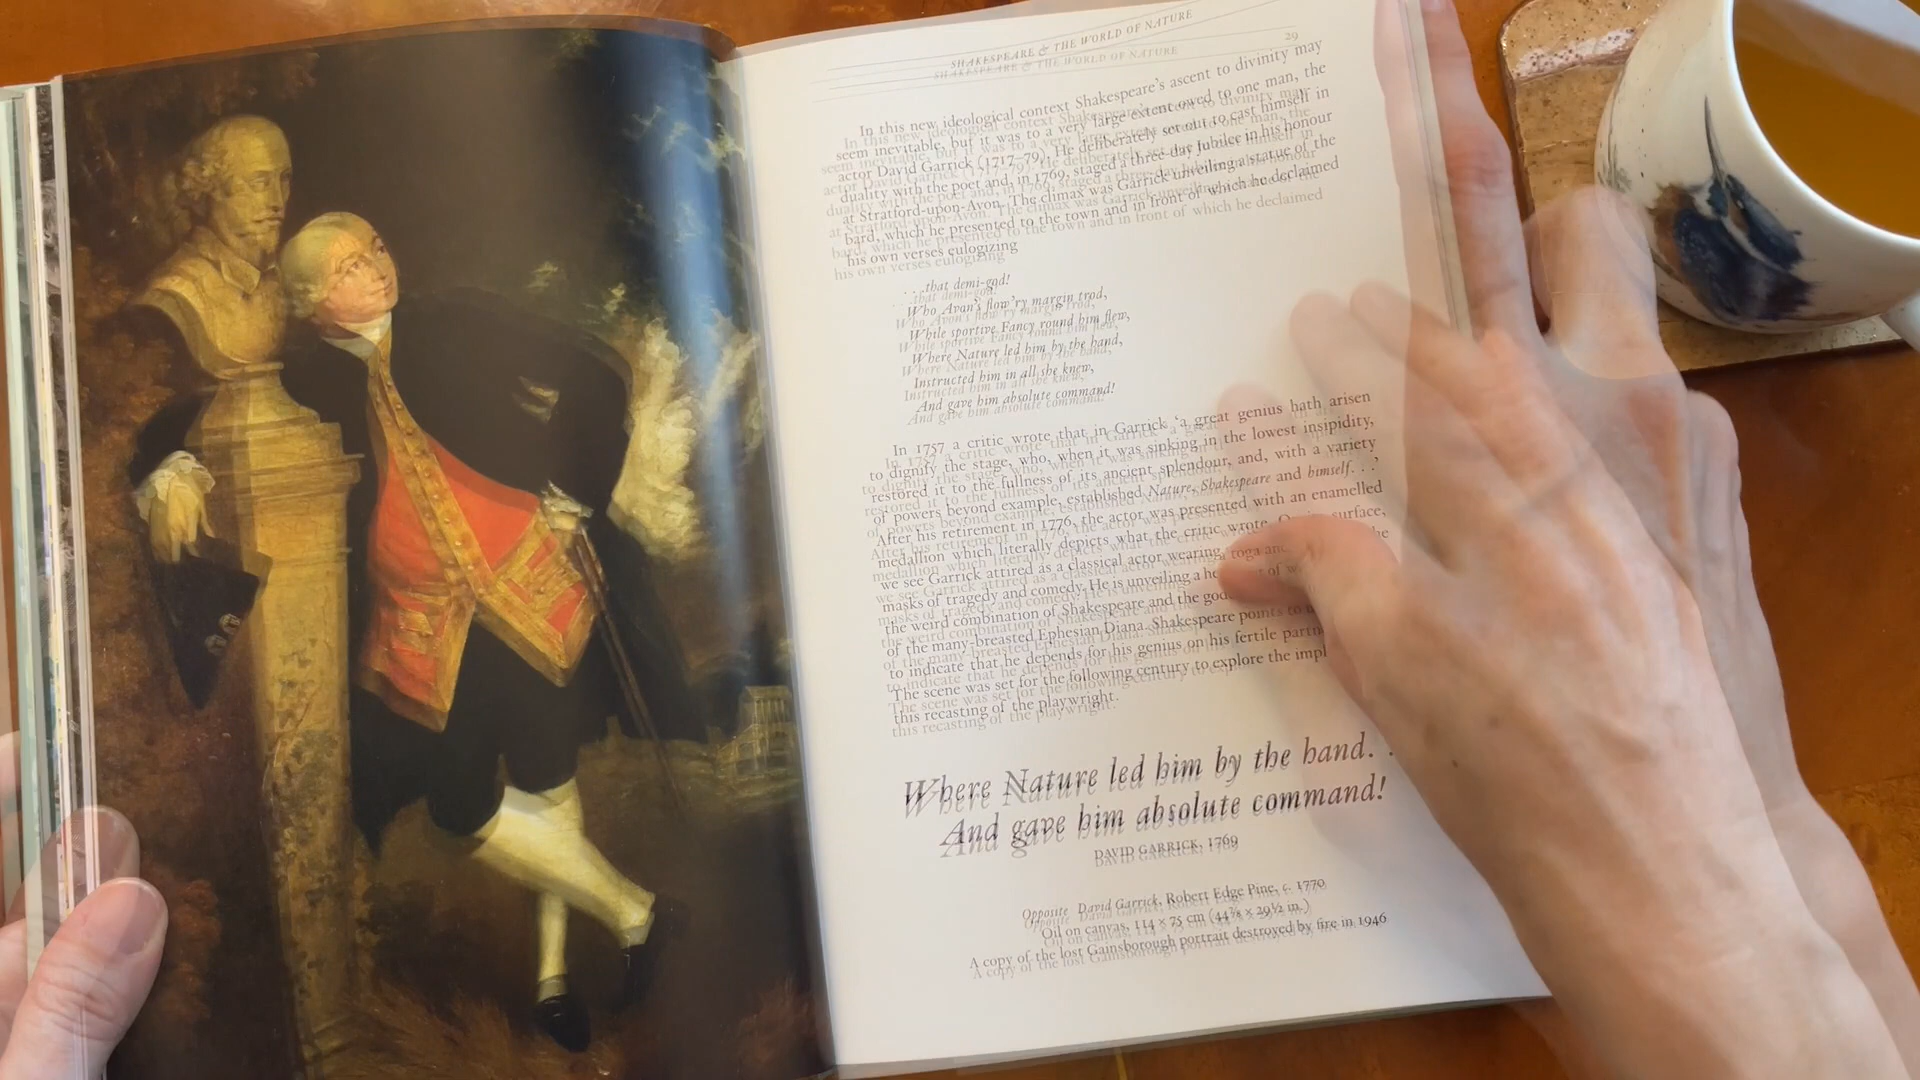 SHAKESPEARE & THE WORLD OF NATURE
29
In this new ideological context Shakespeare's ascent to divinity may
seem inevitable, but it was to a very large extent owed to one man, the
actor David Garrick (1717–79). He deliberately set out to cast himself in
duality with the poet and, in 1769, staged a three-day Jubilee in his honour
at Stratford-upon-Avon. The climax was Garrick unveiling a statue of the
bard, which he presented to the town and in front of which he declaimed
his own verses eulogizing
. . .that demi-god!
Who Avon's flow'ry margin trod,
While sportive Fancy round him flew,
Where Nature led him by the hand,
Instructed him in all she knew,
And gave him absolute command!
In 1757 a critic wrote that in Garrick 'a great genius hath arisen
to dignify the stage, who, when it was sinking in the lowest insipidity,
restored it to the fullness of its ancient splendour, and, with a variety
of powers beyond example, established Nature, Shakespeare and himself. . .'
After his retirement in 1776, the actor was presented with an enamelled
medallion which literally depicts what the critic wrote. On its surface,
we see Garrick attired as a classical actor wearing a toga and the
masks of tragedy and comedy. He is unveiling a he of
the weird combination of Shakespeare and the god
of the many-breasted Ephesian Diana. Shakespeare points to
to indicate that he depends for his genius on his fertile partn
The scene was set for the following century to explore the impl
this recasting of the playwright.
Where Nature led him by the hand. .
And gave him absolute command!
DAVID GARRICK, 1769
Opposite David Garrick, Robert Edge Pine, c. 1770
Oil on canvas, 114 × 75 cm (44⅞ × 29½ in.)
A copy of the lost Gainsborough portrait destroyed by fire in 1946